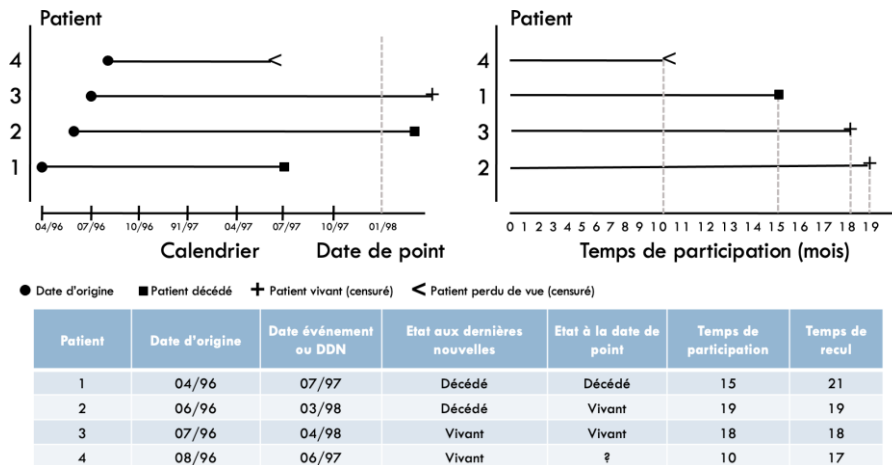 Patient
4
3
2
1
04/96 07/96 10/96 91/97 04/97 07/97 10/97 01/98
Calendrier Date de point
Patient
4
1
3
2
0 1 2 3 4 5 6 7 8 9 10 11 12 13 14 15 16 17 18 19
Temps de participation (mois)
Date d'origine Patient décédé Patient vivant (censuré) Patient perdu de vue (censuré)
Patient Date d'origine Date événement ou DDN Etat aux dernières nouvelles Etat à la date de point Temps de participation Temps de recul
1 04/96 07/97 Décédé Décédé 15 21
2 06/96 03/98 Décédé Vivant 19 19
3 07/96 04/98 Vivant Vivant 18 18
4 08/96 06/97 Vivant ? 10 17